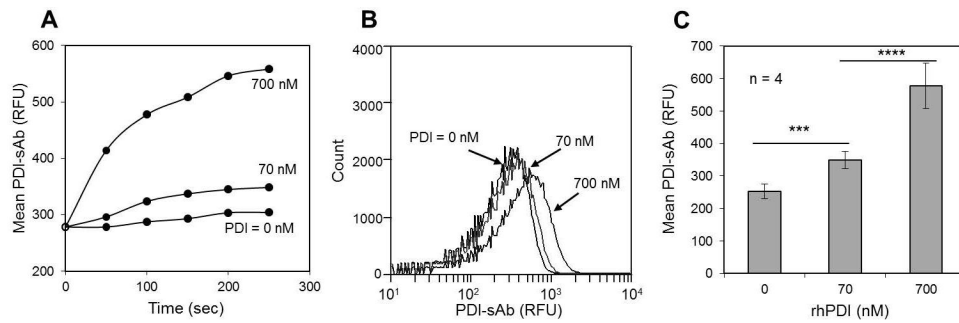 A
Mean PDI-sAb (RFU)
600
500
400
300
200
700 nM
70 nM
PDI = 0 nM
0
100
200
300
Time (sec)
B
Count
4000
3000
2000
1000
0
PDI = 0 nM
70 nM
700 nM
10¹
10²
10³
10⁴
PDI-sAb (RFU)
C
Mean PDI-sAb (RFU)
700
600
500
400
300
200
100
0
n = 4
***
****
0
70
700
rhPDI (nM)